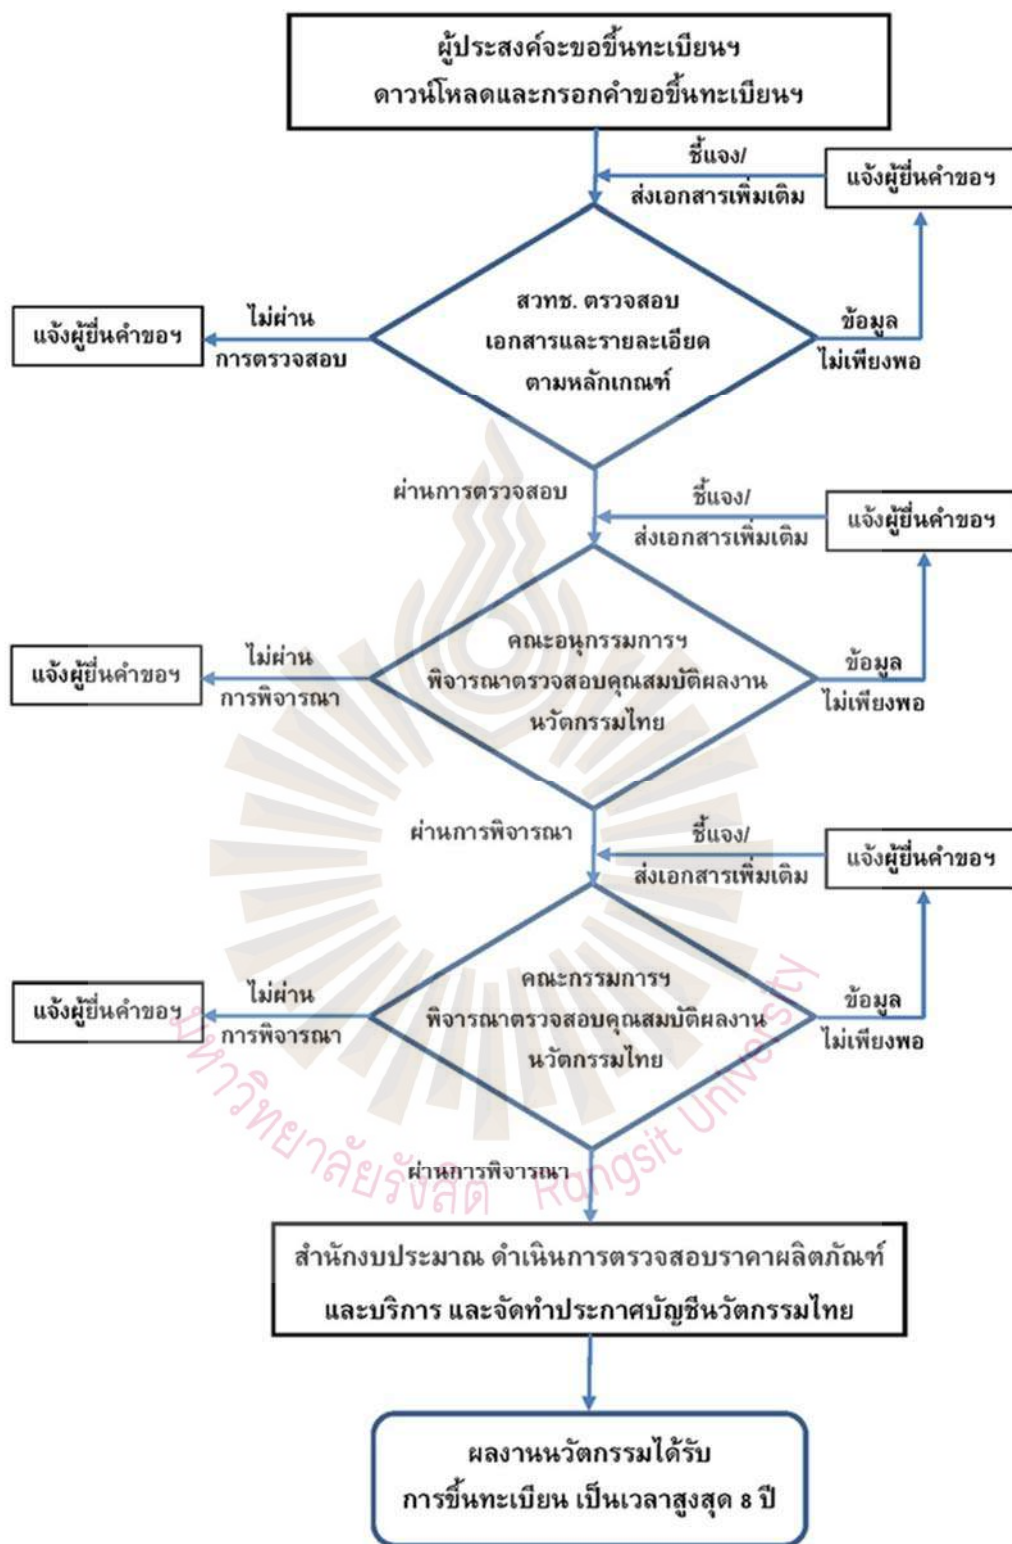 ผู้ประสงค์จะขอขึ้นทะเบียนฯ
ดาวน์โหลดและกรอกคำขอขึ้นทะเบียนฯ
ชี้แจง/
ส่งเอกสารเพิ่มเติม
แจ้งผู้ยื่นคำขอฯ
สวทช. ตรวจสอบ
เอกสารและรายละเอียด
ตามหลักเกณฑ์
ไม่ผ่าน
การตรวจสอบ
แจ้งผู้ยื่นคำขอฯ
ข้อมูล
ไม่เพียงพอ
ผ่านการตรวจสอบ
ชี้แจง/
ส่งเอกสารเพิ่มเติม
แจ้งผู้ยื่นคำขอฯ
คณะอนุกรรมการฯ
พิจารณาตรวจสอบคุณสมบัติผลงาน
นวัตกรรมไทย
ไม่ผ่าน
การพิจารณา
แจ้งผู้ยื่นคำขอฯ
ข้อมูล
ไม่เพียงพอ
ผ่านการพิจารณา
ชี้แจง/
ส่งเอกสารเพิ่มเติม
แจ้งผู้ยื่นคำขอฯ
คณะกรรมการฯ
พิจารณาตรวจสอบคุณสมบัติผลงาน
นวัตกรรมไทย
ไม่ผ่าน
การพิจารณา
แจ้งผู้ยื่นคำขอฯ
ข้อมูล
ไม่เพียงพอ
มหาวิทยาลัยรังสิต Rangsit University
ผ่านการพิจารณา
สำนักงบประมาณ ดำเนินการตรวจสอบราคาผลิตภัณฑ์
และบริการ และจัดทำประกาศบัญชีนวัตกรรมไทย
ผลงานนวัตกรรมได้รับ
การขึ้นทะเบียน เป็นเวลาสูงสุด 8 ปี